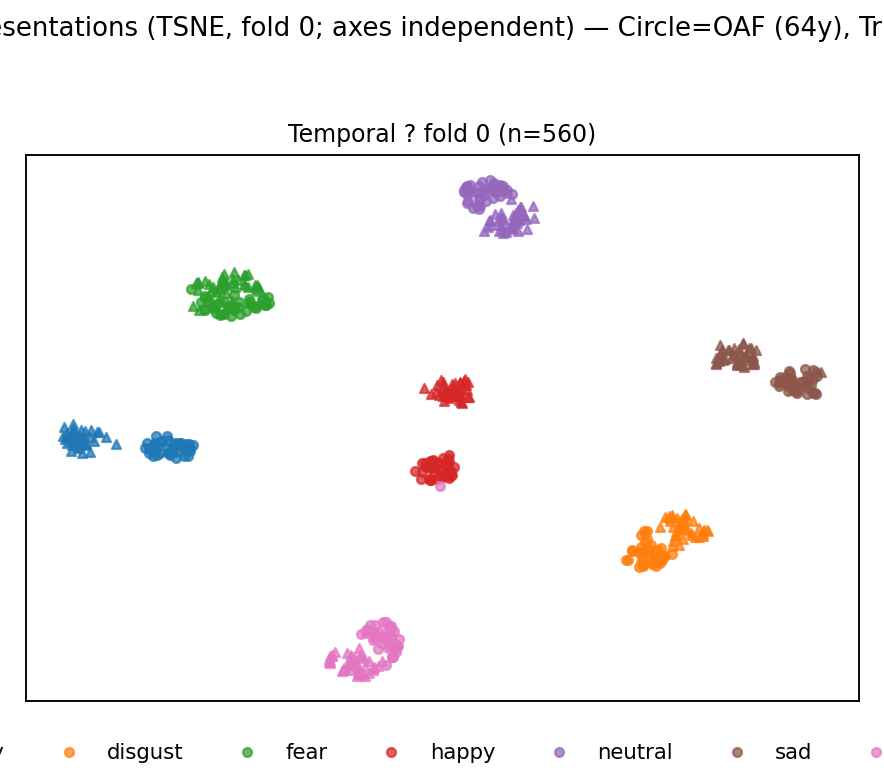 esentations (TSNE, fold 0; axes independent) — Circle=OAF (64y), Tr
Temporal ? fold 0 (n=560)
y disgust fear happy neutral sad